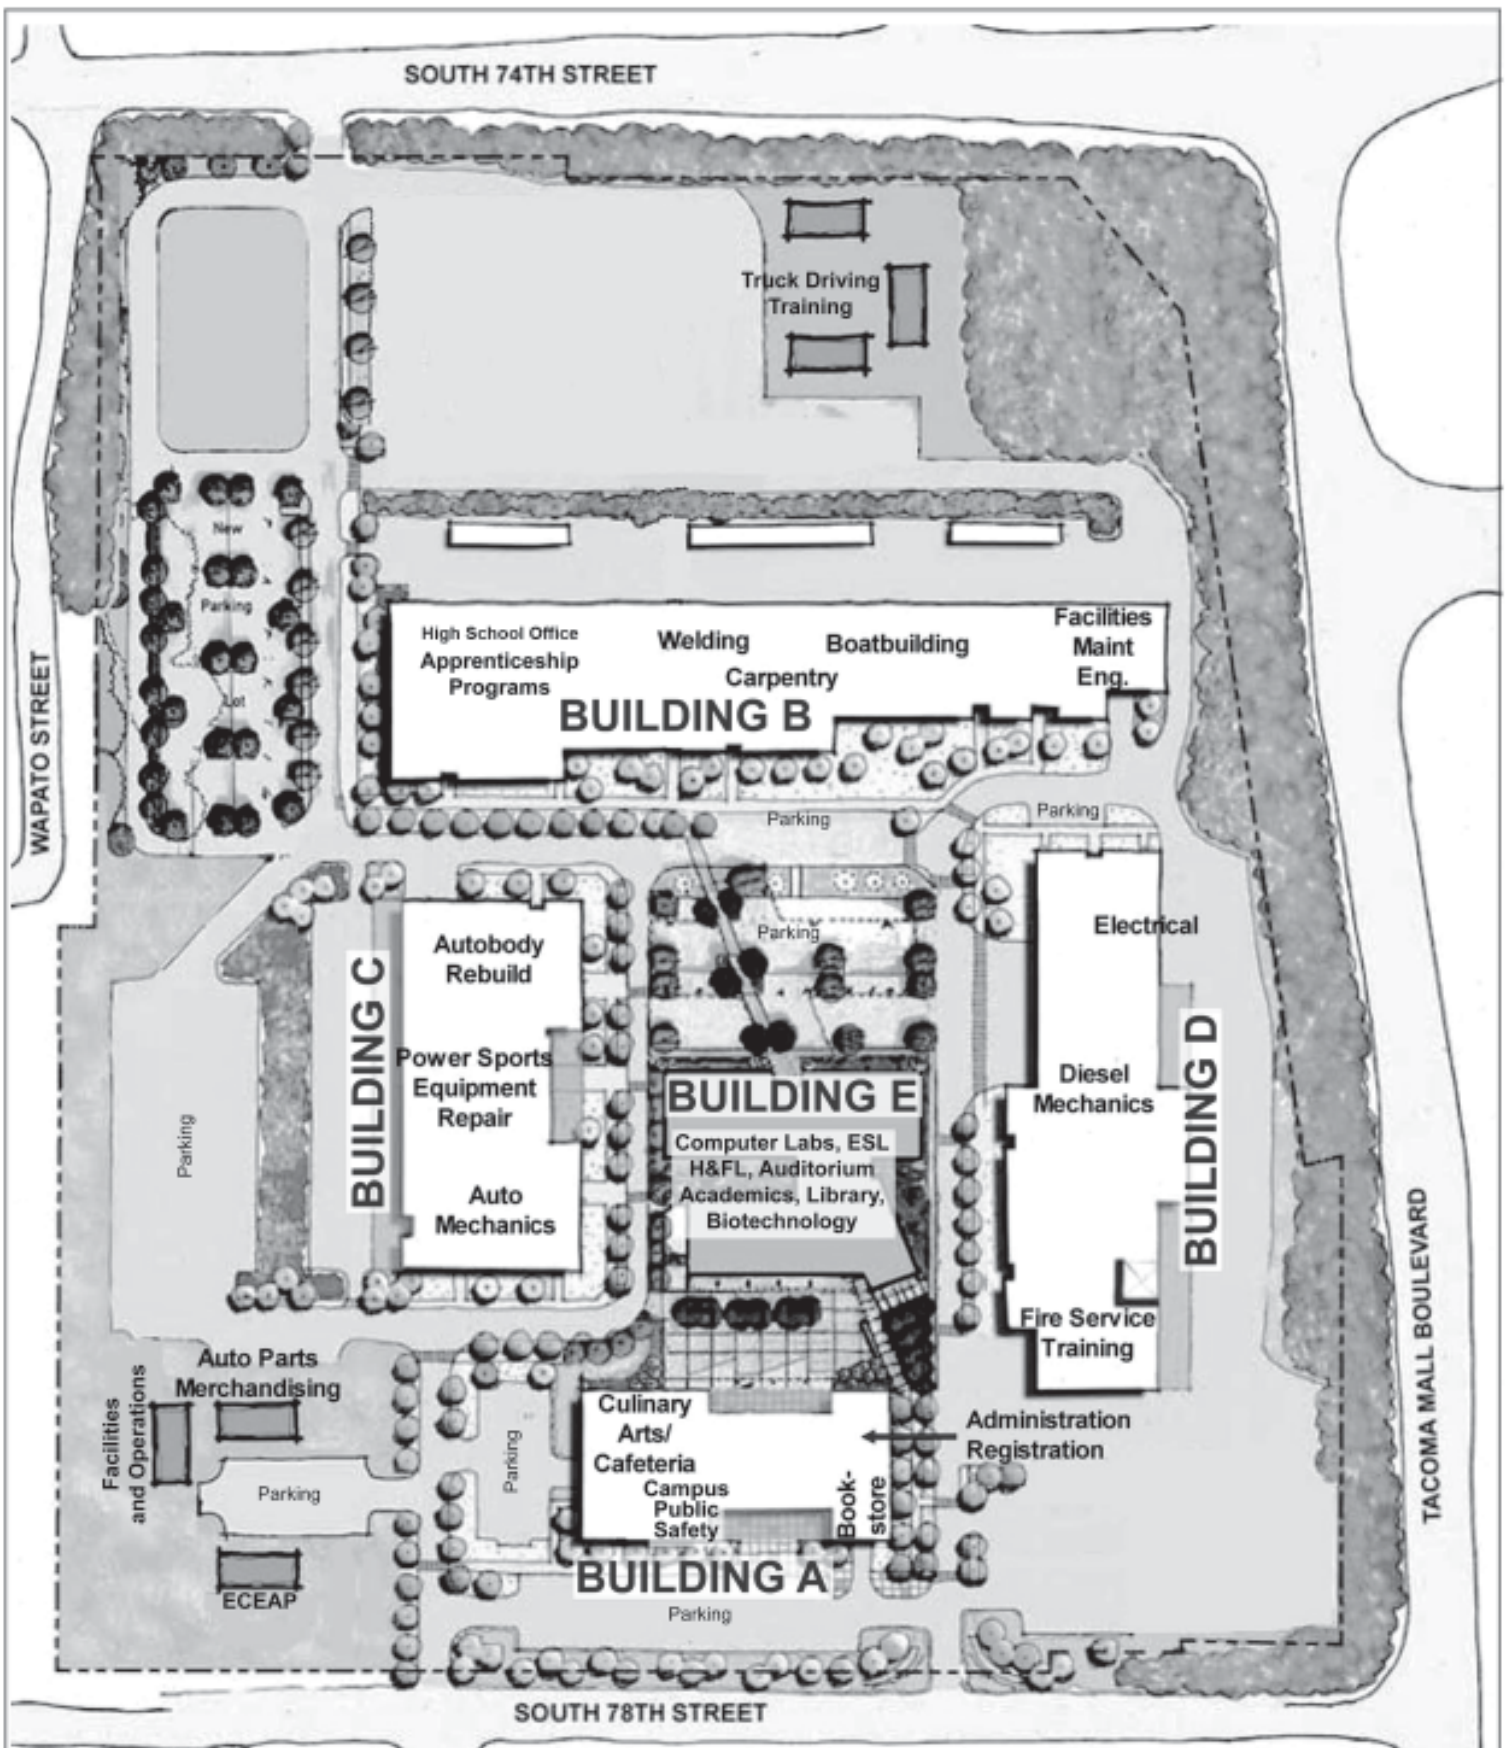 SOUTH 74TH STREET
Truck Driving
Training
New
Parking
Lot
High School Office
Apprenticeship
Programs
Welding
Carpentry
Boatbuilding
Facilities
Maint
Eng.
BUILDING B
WAPATO STREET
Parking
Parking
Parking
Autobody
Rebuild
Power Sports
Equipment
Repair
Auto
Mechanics
BUILDING C
Parking
BUILDING E
Computer Labs, ESL
H&FL, Auditorium
Academics, Library,
Biotechnology
Electrical
Diesel
Mechanics
Fire Service
Training
BUILDING D
TACOMA MALL BOULEVARD
Auto Parts
Merchandising
Facilities
and Operations
Parking
ECEAP
Parking
Culinary
Arts/
Cafeteria
Campus
Public
Safety
Book-
store
Administration
Registration
BUILDING A
Parking
SOUTH 78TH STREET